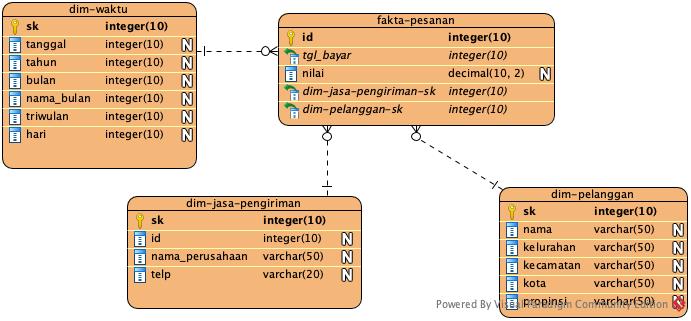 dim-waktu
sk integer(10)
tanggal integer(10) N
tahun integer(10) N
bulan integer(10) N
nama_bulan integer(10) N
triwulan integer(10) N
hari integer(10) N
fakta-pesanan
id integer(10)
tgl_bayar integer(10)
nilai decimal(10, 2) N
dim-jasa-pengiriman-sk integer(10)
dim-pelanggan-sk integer(10)
dim-jasa-pengiriman
sk integer(10)
id integer(10) N
nama_perusahaan varchar(50) N
telp varchar(20) N
dim-pelanggan
sk integer(10)
nama varchar(50) N
kelurahan varchar(50) N
kecamatan varchar(50) N
kota varchar(50) N
propinsi varchar(50) N
Powered By Visual Paradigm Community Edition